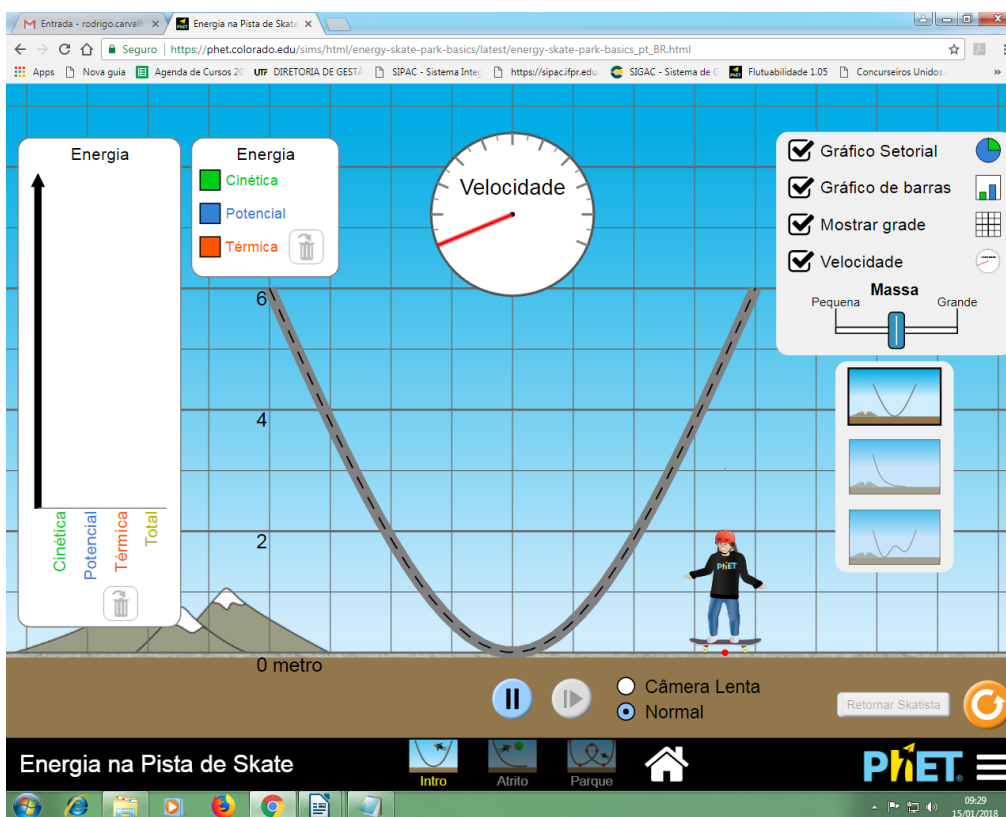 Entrada - rodrigo.carvalh
Energia na Pista de Skate
Seguro
https://phet.colorado.edu/sims/html/energy-skate-park-basics/latest/energy-skate-park-basics_pt_BR.html
Apps
Nova guia
Agenda de Cursos 20
UTF DIRETORIA DE GESTÃ
SIPAC - Sistema Inte
https://sipac.ifpr.edu.
SIGAC - Sistema de G
Flutuabilidade 1.05
Concurseiros Unidos
»
Energia
Cinética
Potencial
Térmica
Total
Energia
Cinética
Potencial
Térmica
Velocidade
Gráfico Setorial
Gráfico de barras
Mostrar grade
Velocidade
Massa
Pequena
Grande
6
4
2
0 metro
PhET
Câmera Lenta
Normal
Retornar Skatista
Energia na Pista de Skate
Intro
Atrito
Parque
PhET
09:29
15/01/2018